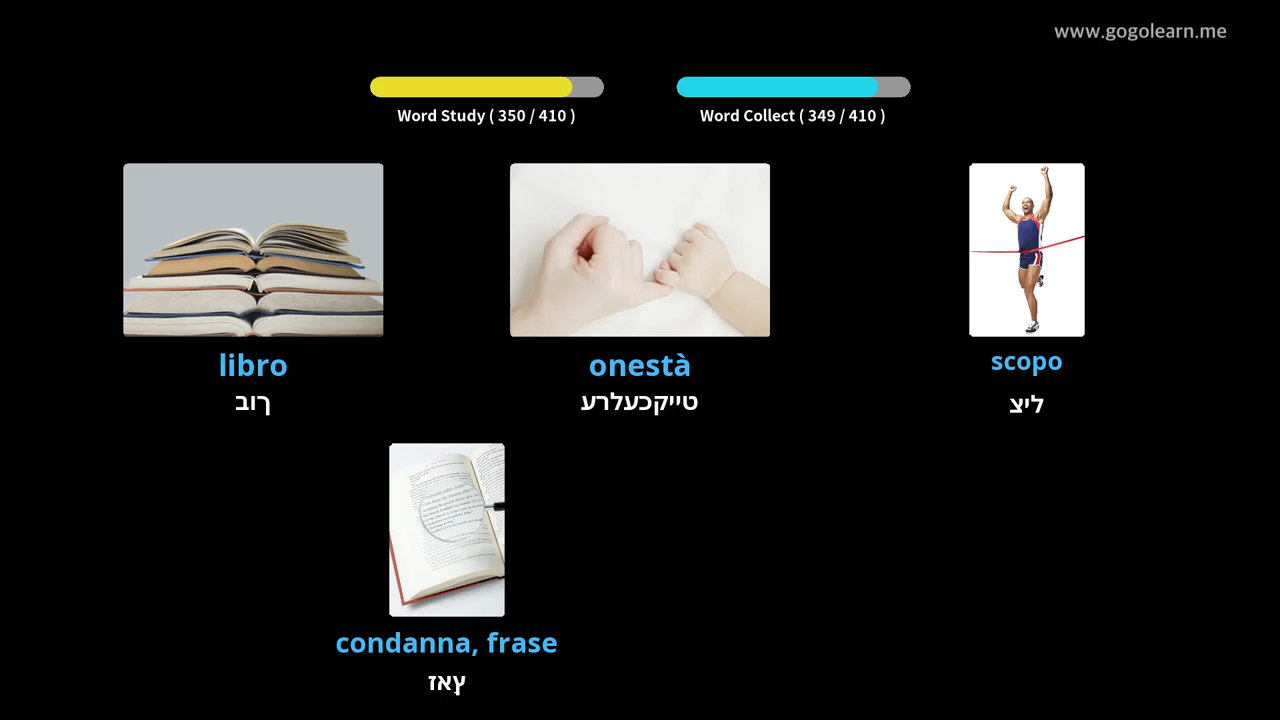 www.gogolearn.me
Word Study ( 350 / 410 )
Word Collect ( 349 / 410 )
libro
בוך
onestà
ערלעכקייט
scopo
ציל
condanna, frase
זאץ